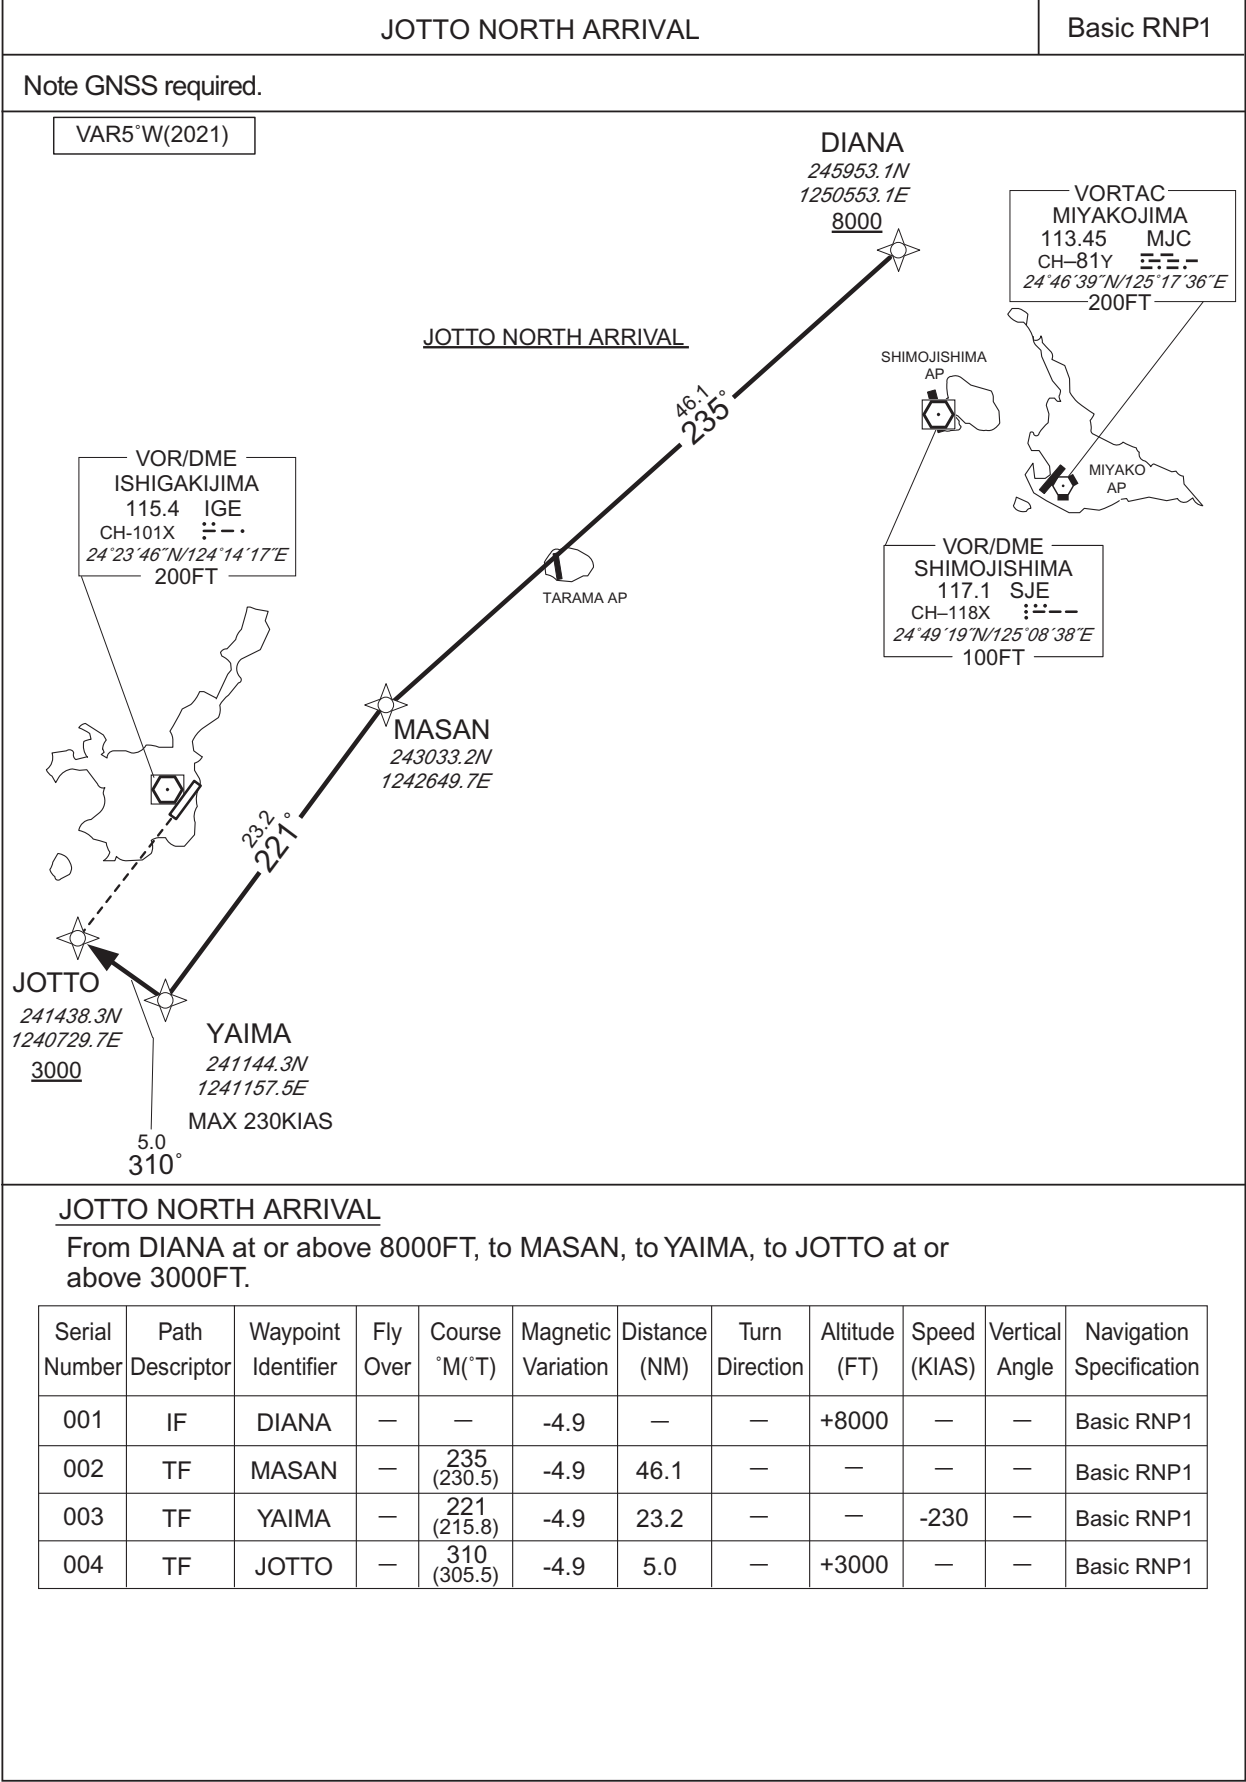 JOTTO NORTH ARRIVAL
Basic RNP1
Note GNSS required.
VAR5˚W(2021)
DIANA
245953.1N
1250553.1E
8000
VORTAC
MIYAKOJIMA
113.45 MJC
CH–81Y
24˚46´39˝N/125˚17´36˝E
200FT
JOTTO NORTH ARRIVAL
SHIMOJISHIMA
AP
46.1
235˚
MIYAKO
AP
VOR/DME
ISHIGAKIJIMA
115.4 IGE
CH-101X
24˚23´46˝N/124˚14´17˝E
200FT
VOR/DME
SHIMOJISHIMA
117.1 SJE
CH–118X
24˚49´19˝N/125˚08´38˝E
100FT
TARAMA AP
MASAN
243033.2N
1242649.7E
23.2
221˚
JOTTO
241438.3N
1240729.7E
3000
YAIMA
241144.3N
1241157.5E
MAX 230KIAS
5.0
310˚
JOTTO NORTH ARRIVAL
From DIANA at or above 8000FT, to MASAN, to YAIMA, to JOTTO at or
above 3000FT.
Serial Path Waypoint Fly Course Magnetic Distance Turn Altitude Speed Vertical Navigation
Number Descriptor Identifier Over ˚M(˚T) Variation (NM) Direction (FT) (KIAS) Angle Specification
001 IF DIANA — — -4.9 — — +8000 — — Basic RNP1
002 TF MASAN — 235 (230.5) -4.9 46.1 — — — — Basic RNP1
003 TF YAIMA — 221 (215.8) -4.9 23.2 — — -230 — Basic RNP1
004 TF JOTTO — 310 (305.5) -4.9 5.0 — +3000 — — Basic RNP1